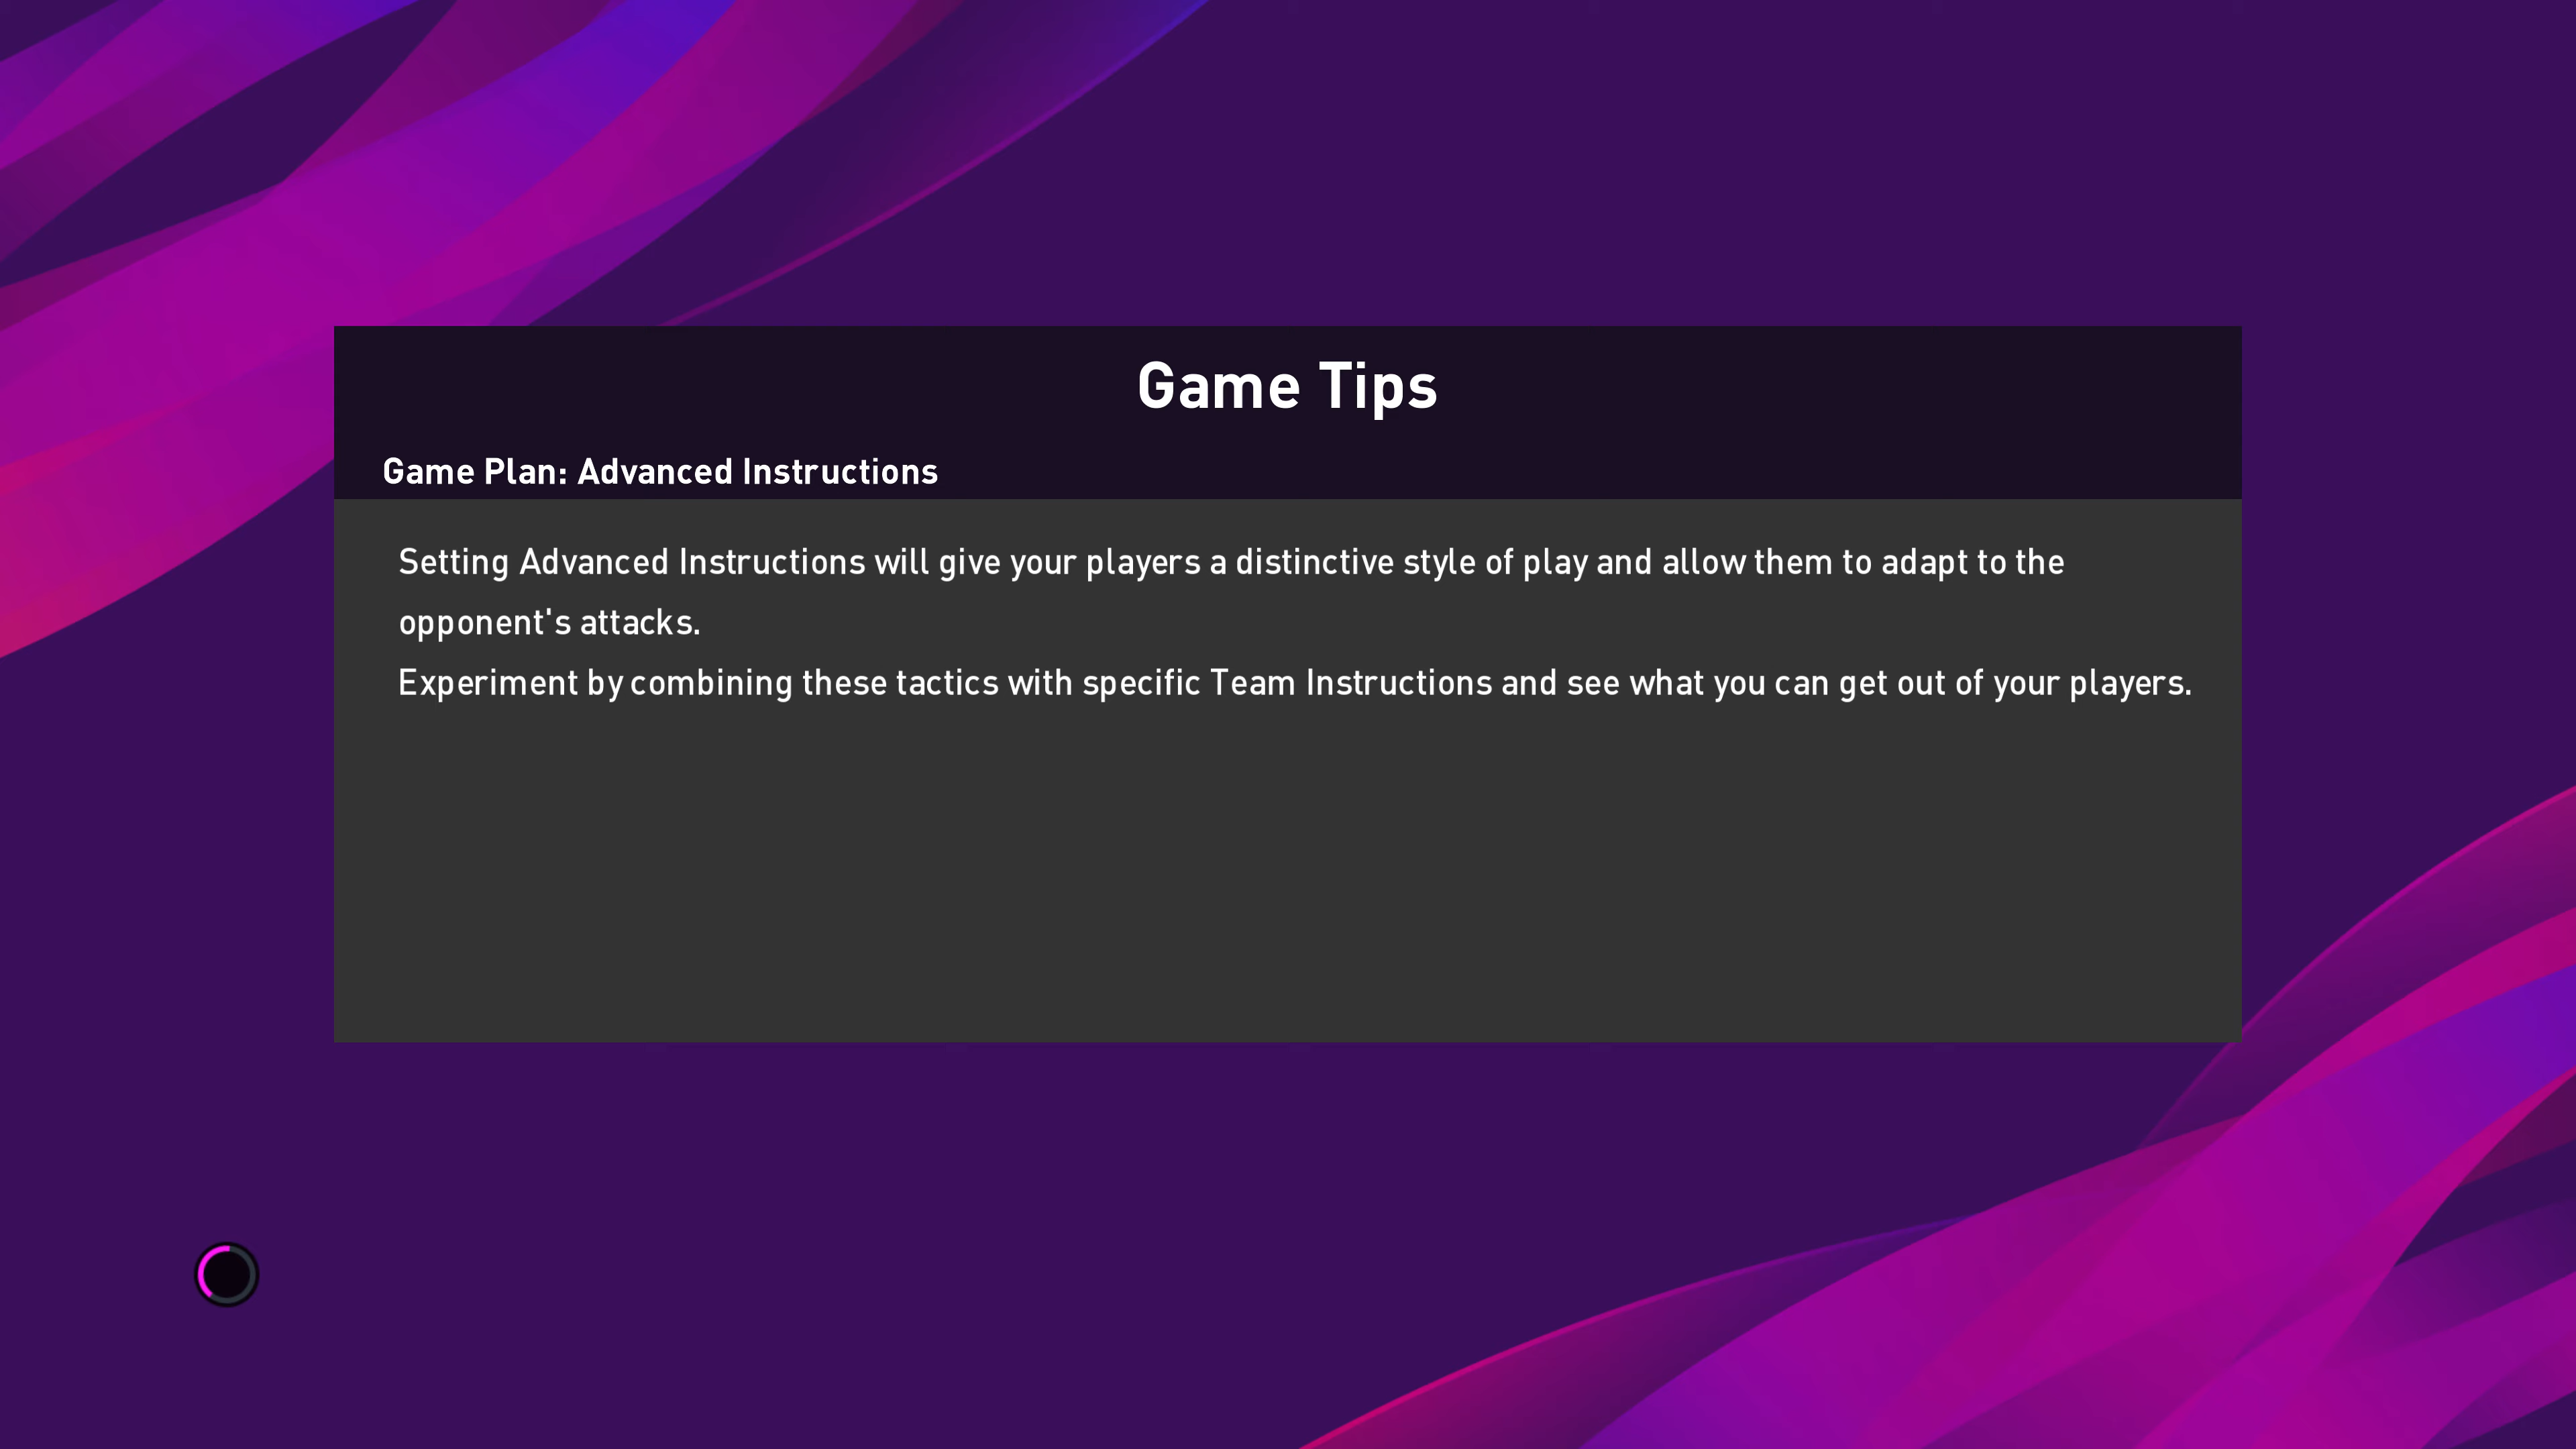 Game Tips
Game Plan: Advanced Instructions
Setting Advanced Instructions will give your players a distinctive style of play and allow them to adapt to the
opponent's attacks.
Experiment by combining these tactics with specific Team Instructions and see what you can get out of your players.